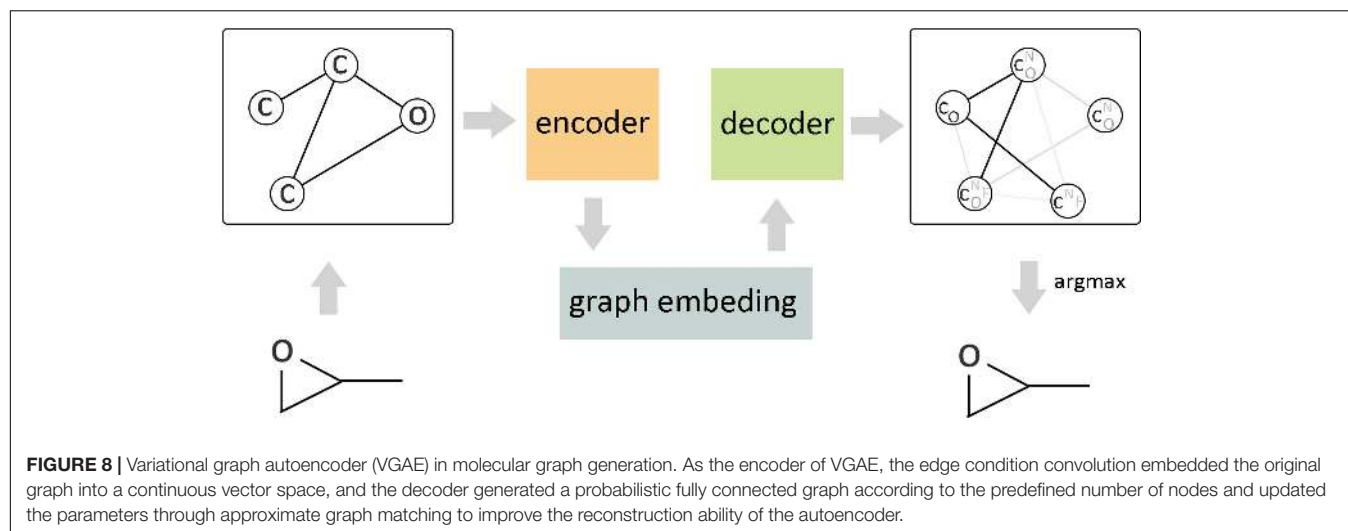 C
C
O
C
encoder
decoder
graph embeding
C N O
C O
C N O
C N F O
C N F
argmax
O
O
FIGURE 8 | Variational graph autoencoder (VGAE) in molecular graph generation. As the encoder of VGAE, the edge condition convolution embedded the original
graph into a continuous vector space, and the decoder generated a probabilistic fully connected graph according to the predefined number of nodes and updated
the parameters through approximate graph matching to improve the reconstruction ability of the autoencoder.